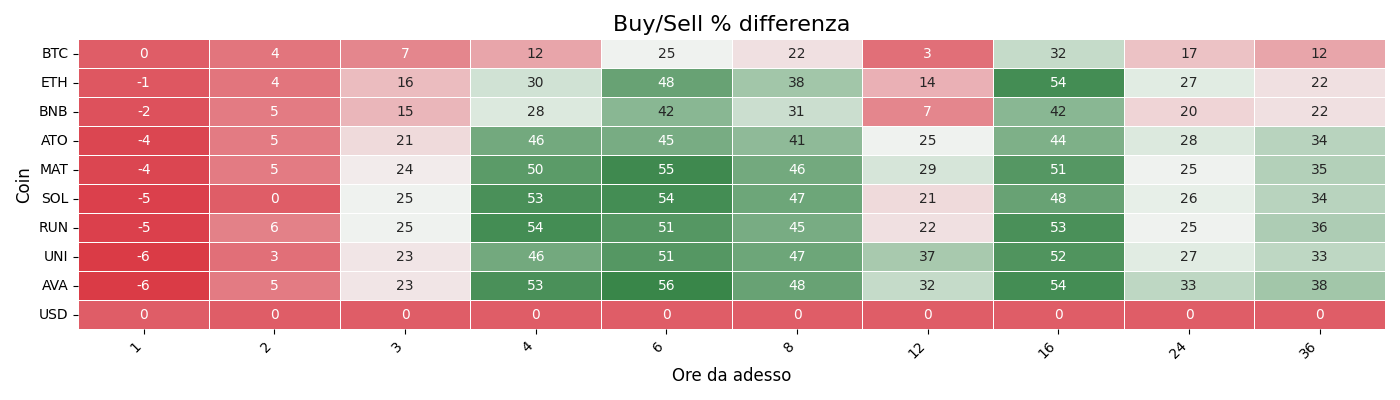 Buy/Sell % differenza
Coin
BTC 0 4 7 12 25 22 3 32 17 12
ETH -1 4 16 30 48 38 14 54 27 22
BNB -2 5 15 28 42 31 7 42 20 22
ATO -4 5 21 46 45 41 25 44 28 34
MAT -4 5 24 50 55 46 29 51 25 35
SOL -5 0 25 53 54 47 21 48 26 34
RUN -5 6 25 54 51 45 22 53 25 36
UNI -6 3 23 46 51 47 37 52 27 33
AVA -6 5 23 53 56 48 32 54 33 38
USD 0 0 0 0 0 0 0 0 0 0
1 2 3 4 6 8 12 16 24 36
Ore da adesso